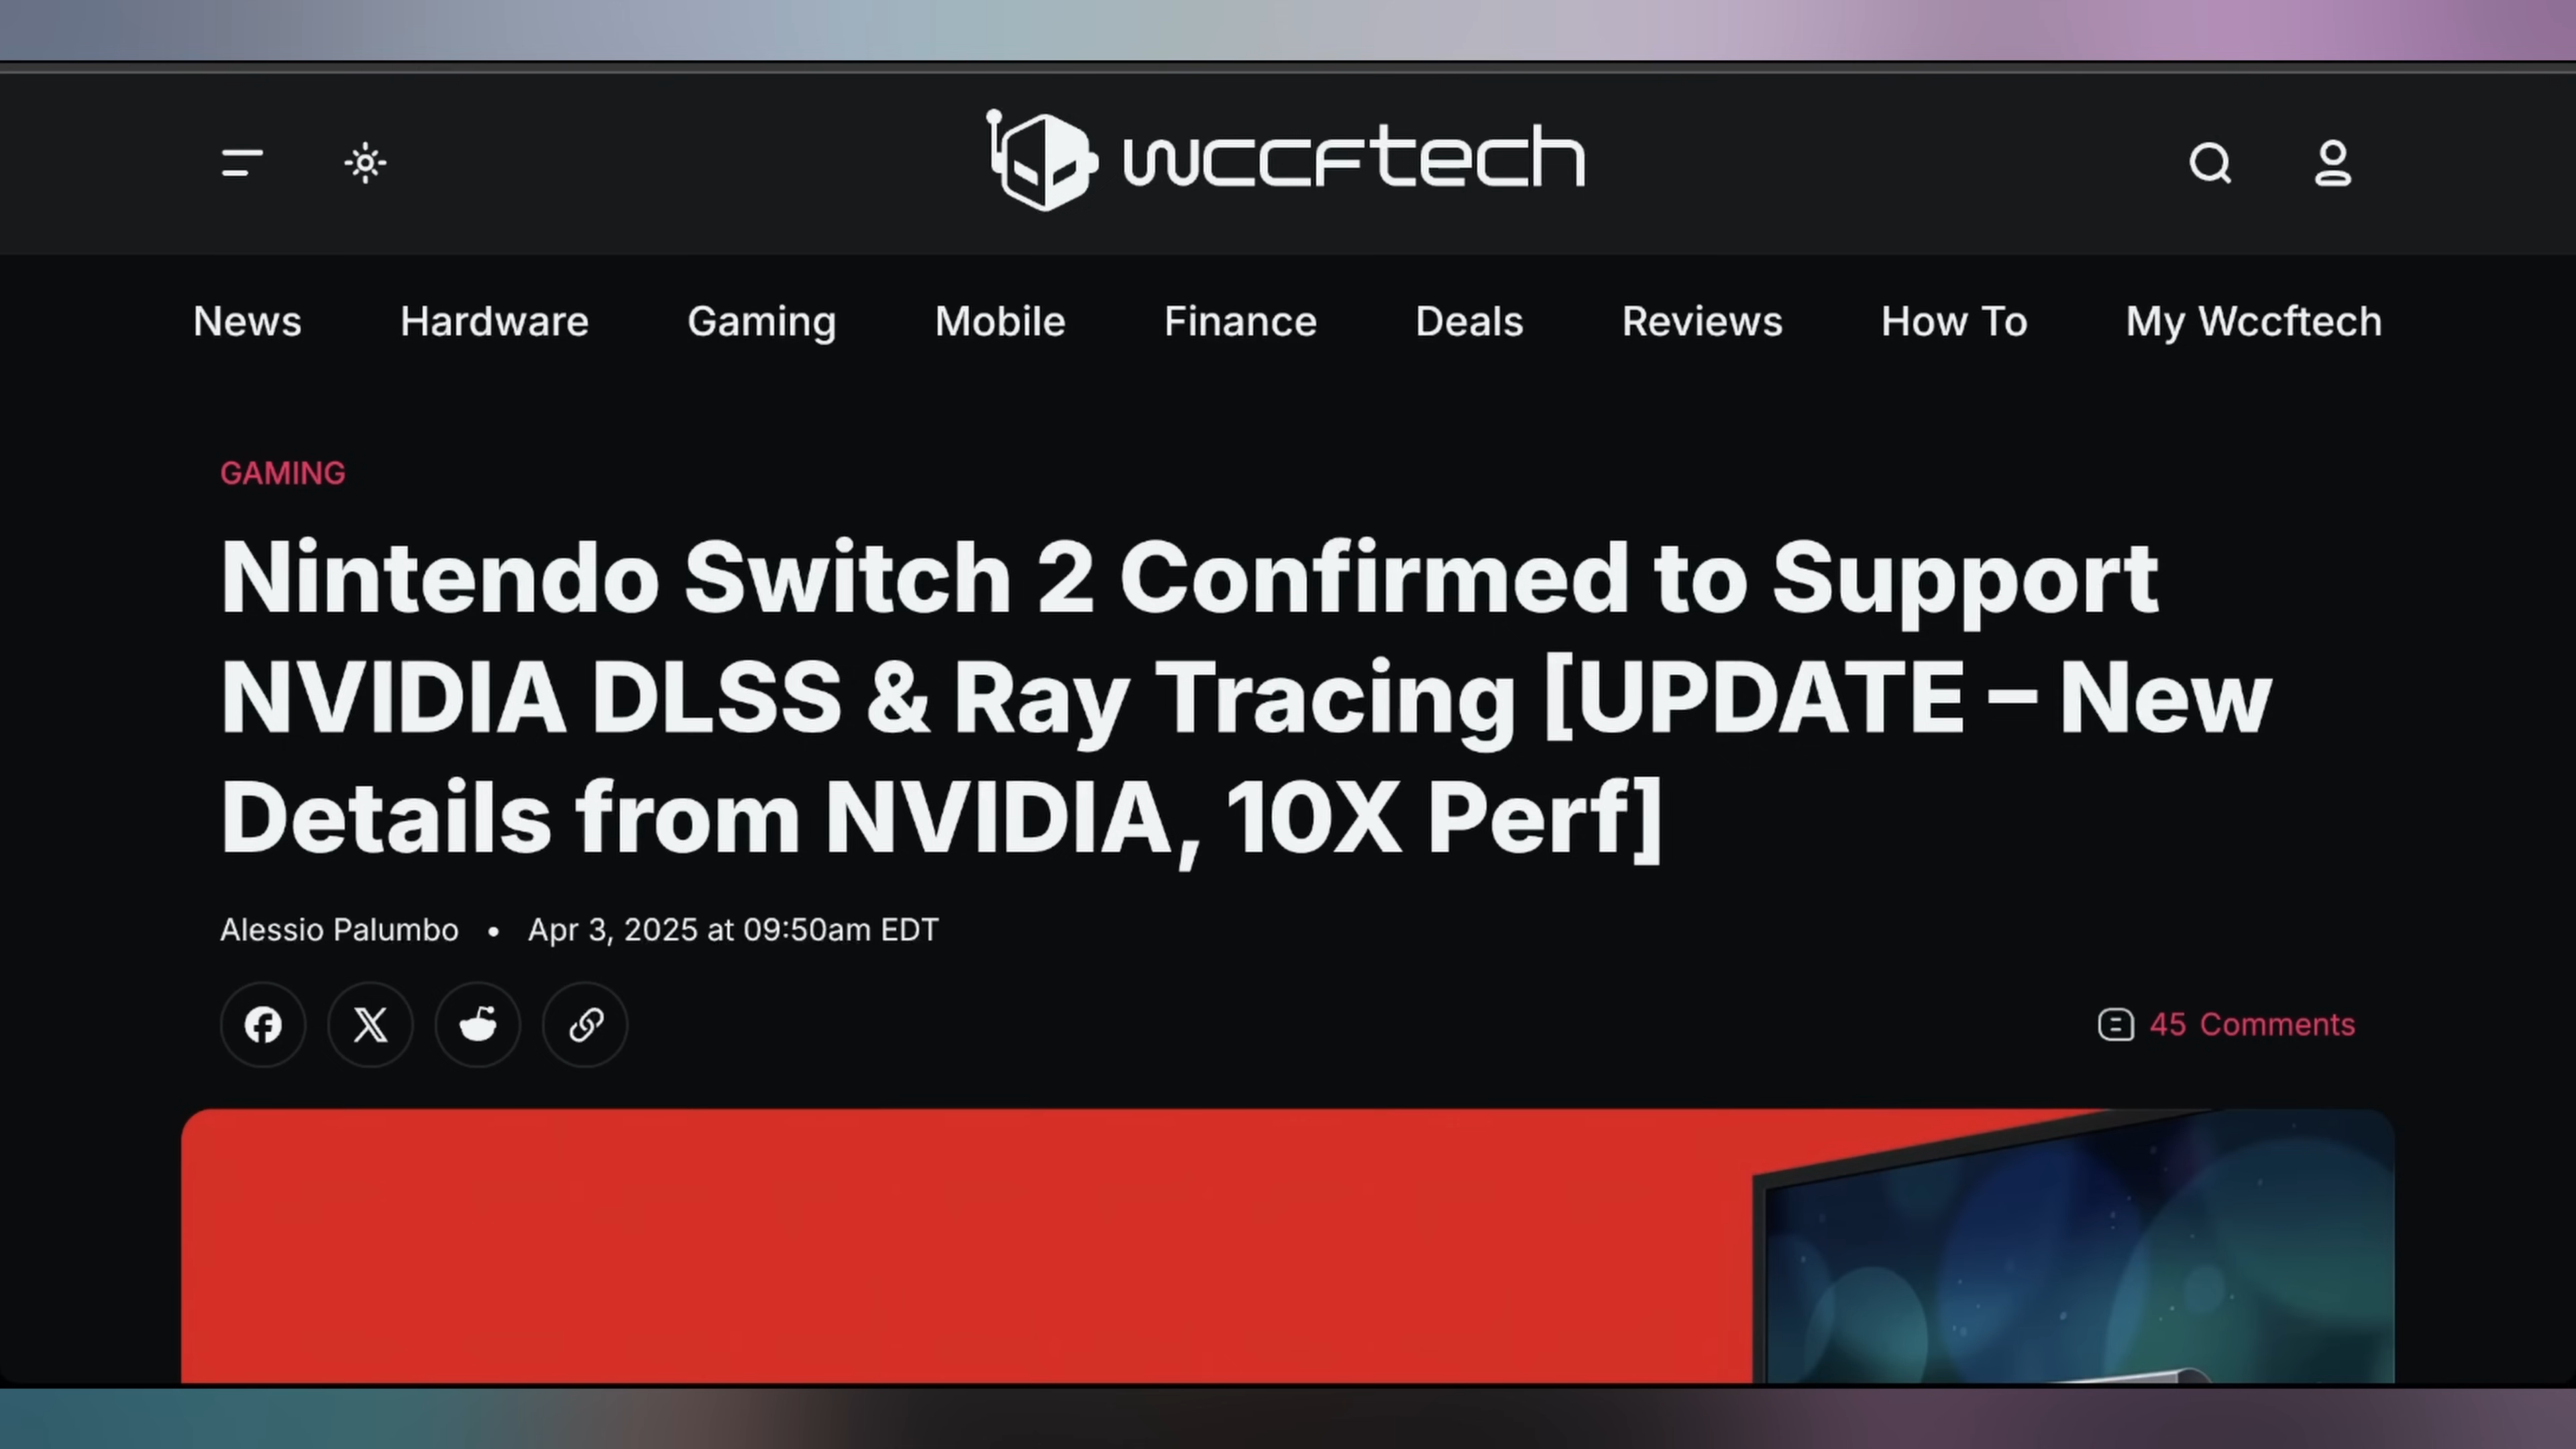 wccftech
News Hardware Gaming Mobile Finance Deals Reviews How To My Wccftech
GAMING
Nintendo Switch 2 Confirmed to Support
NVIDIA DLSS & Ray Tracing [UPDATE – New
Details from NVIDIA, 10X Perf]
Alessio Palumbo • Apr 3, 2025 at 09:50am EDT
45 Comments